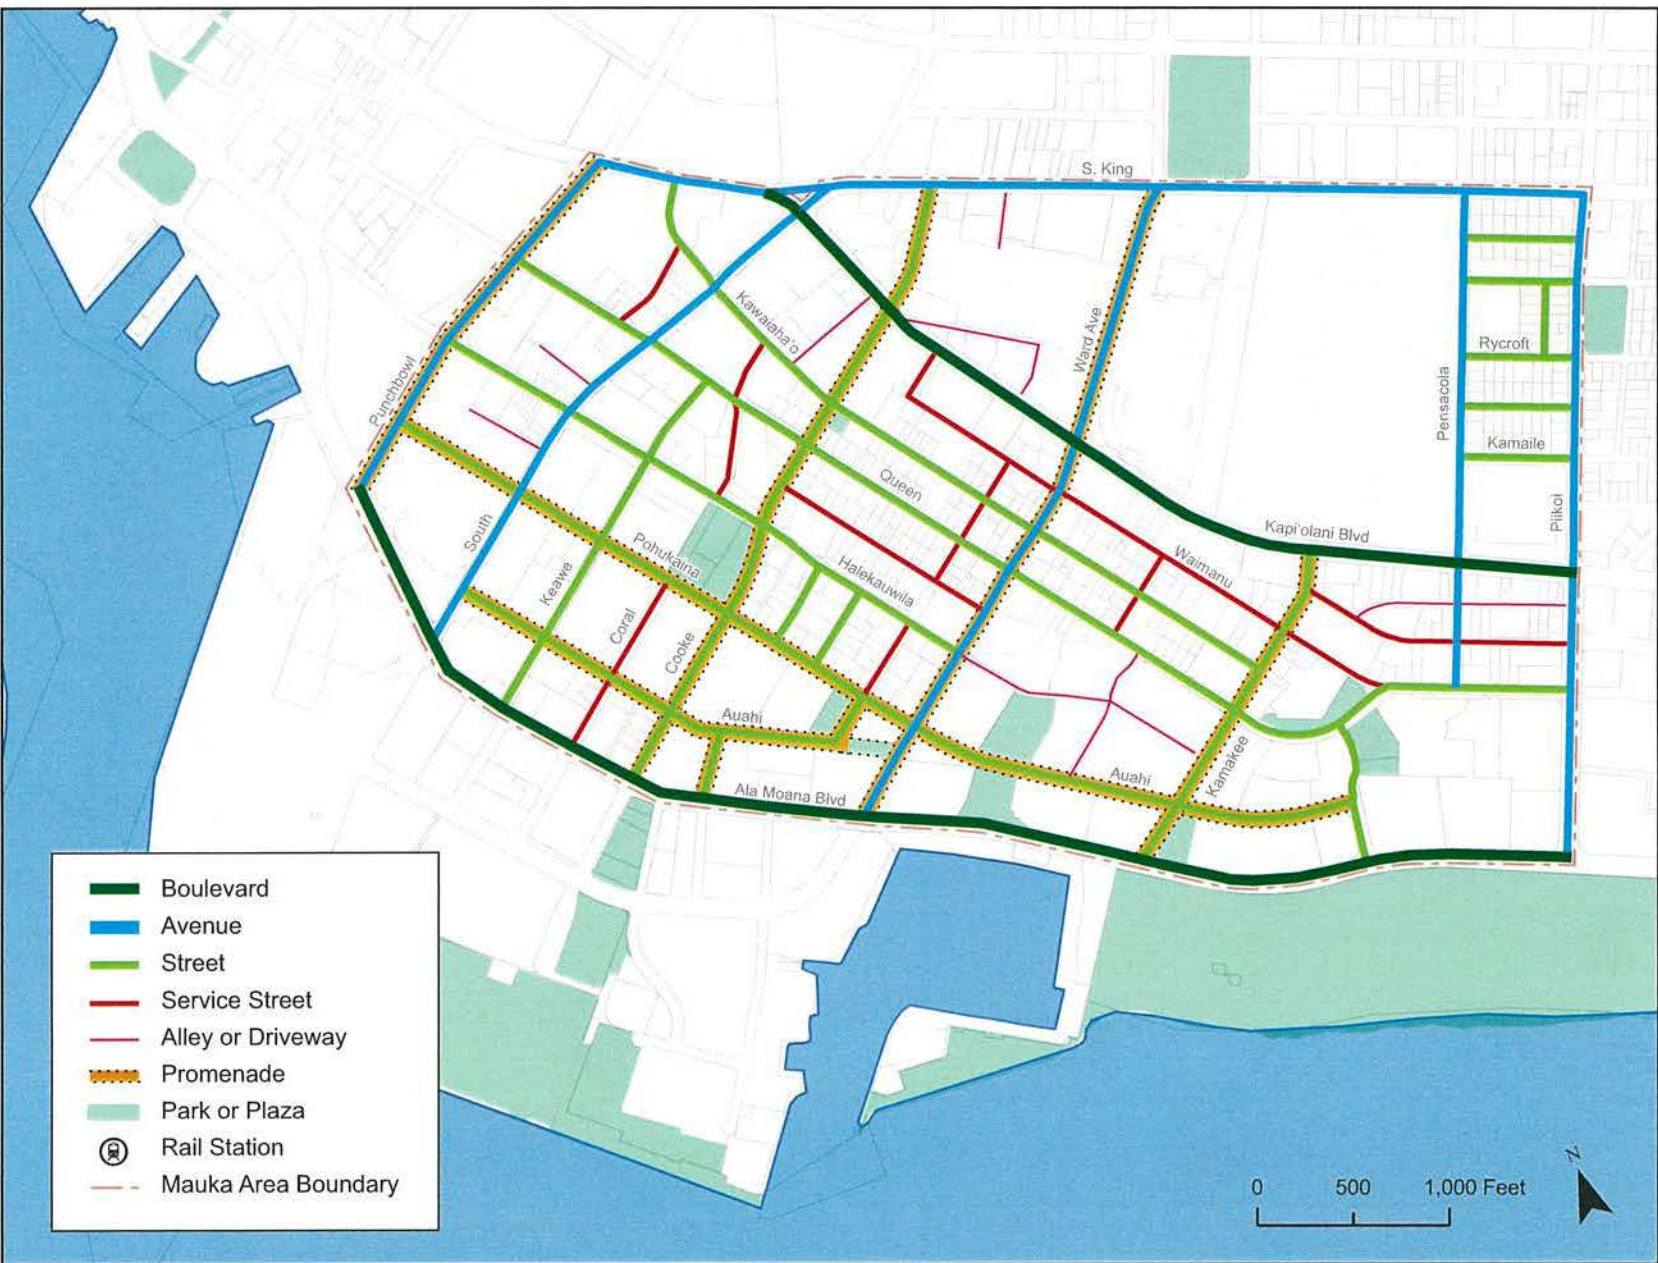 S. King
Kawaiaha'o
Ward Ave
Punchbowl
Rycroft
Pensacola
Kamaile
Queen
Piikoi
South
Kapi'olani Blvd
Pohukaina
Halekauwila
Waimanu
Keawe
Coral
Cooke
Auahi
Kamakee
Auahi
Ala Moana Blvd
Boulevard
Avenue
Street
Service Street
Alley or Driveway
Promenade
Park or Plaza
Rail Station
Mauka Area Boundary
N
0 500 1,000 Feet